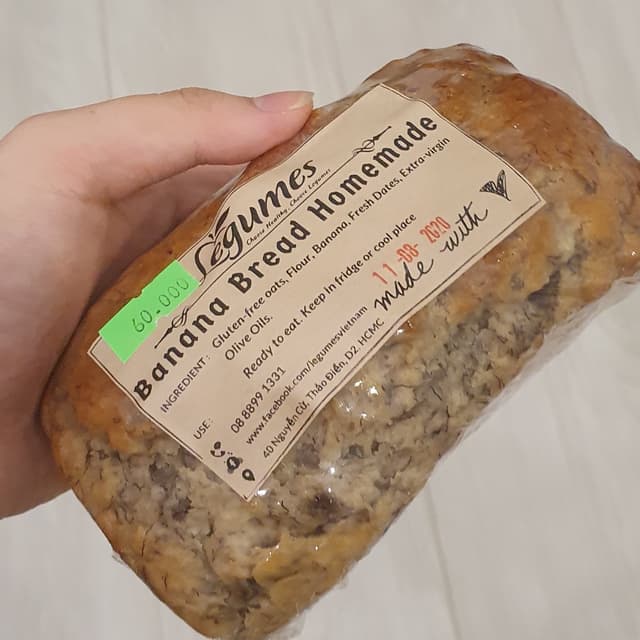 Légumes
Choose Healthy, Choose Legumes
Banana Bread Homemade
60.000
INGREDIENT: Gluten-free oats, Flour, Banana, Fresh Dates, Extra-virgin
Olive Oils.
USE: Ready to eat. Keep in fridge or cool place
11-08-2020
made with
08 8899 1331
www.facebook.com/legumesvietnam
40 Nguyễn Cừ, Thảo Điền, D2, HCMC